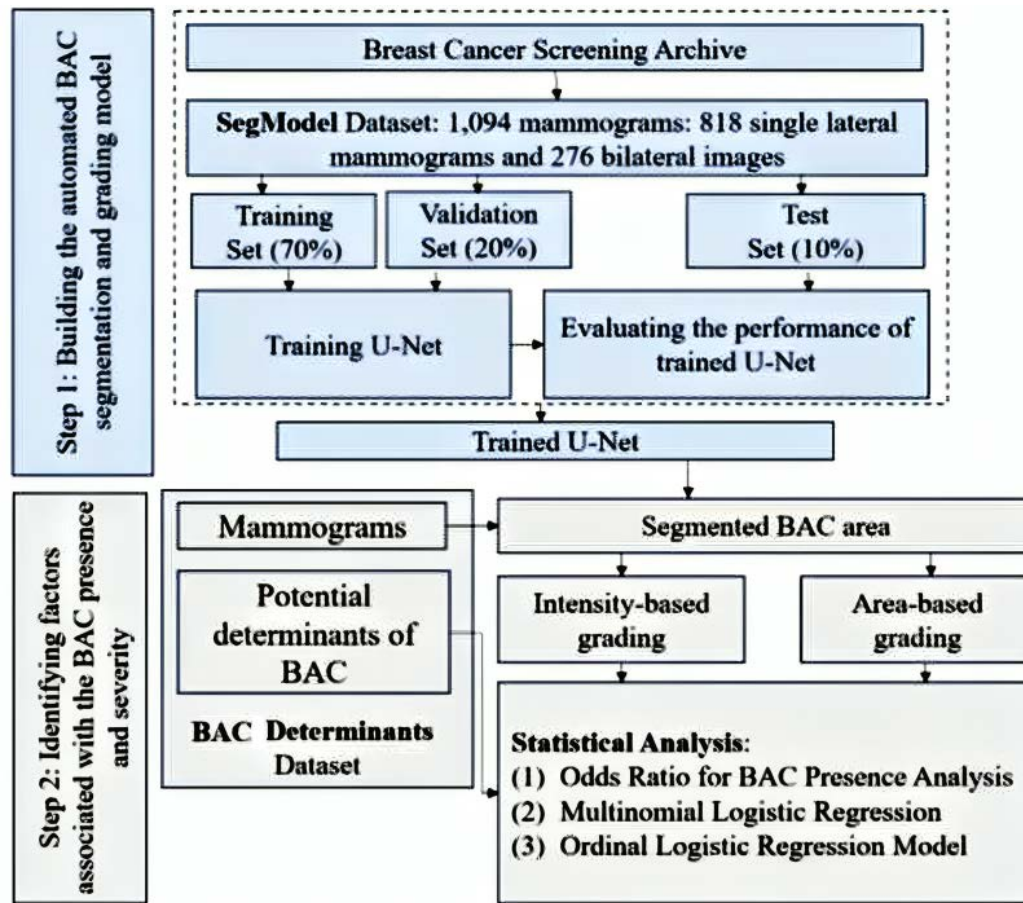 Step 1: Building the automated BAC
segmentation and grading model
Breast Cancer Screening Archive
SegModel Dataset: 1,094 mammograms: 818 single lateral
mammograms and 276 bilateral images
Training
Set (70%)
Validation
Set (20%)
Test
Set (10%)
Training U-Net
Evaluating the performance of
trained U-Net
Trained U-Net
Step 2: Identifying factors
associated with the BAC presence
and severity
Mammograms
Potential
determinants of
BAC
BAC Determinants
Dataset
Segmented BAC area
Intensity-based
grading
Area-based
grading
Statistical Analysis:
(1) Odds Ratio for BAC Presence Analysis
(2) Multinomial Logistic Regression
(3) Ordinal Logistic Regression Model